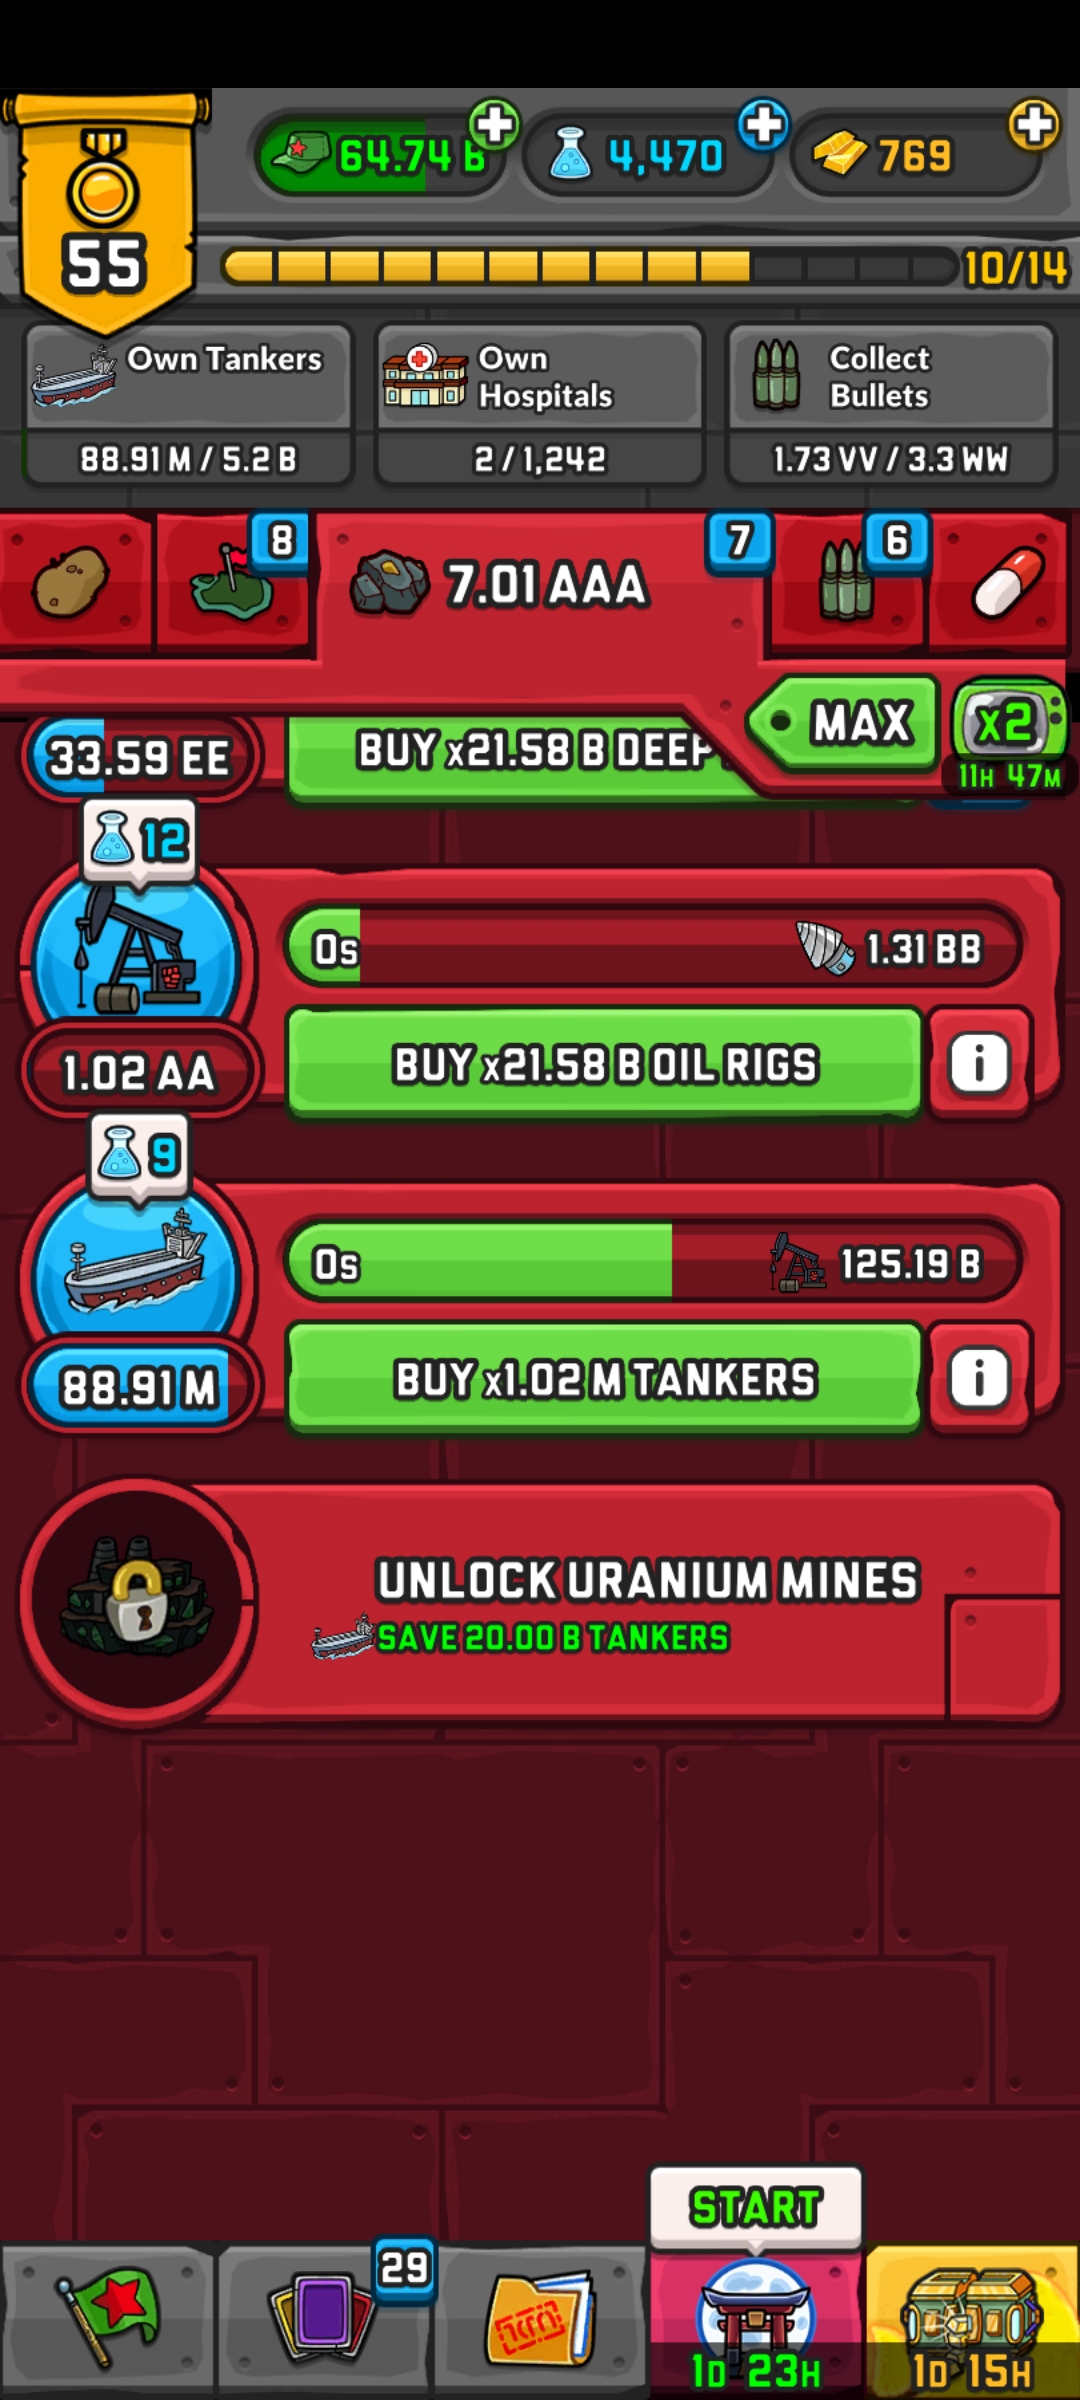 64.74 B
4,470
769
55
10/14
Own Tankers
88.91 M / 5.2 B
Own
Hospitals
2 / 1,242
Collect
Bullets
1.73 VV / 3.3 WW
8
7.01 AAA
7
6
MAX
x2
11H 47M
33.59 EE
BUY x21.58 B DEEP
12
0s
1.31 BB
1.02 AA
BUY x21.58 B OIL RIGS
i
9
0s
125.19 B
88.91 M
BUY x1.02 M TANKERS
i
UNLOCK URANIUM MINES
SAVE 20.00 B TANKERS
START
29
1D 23H
1D 15H